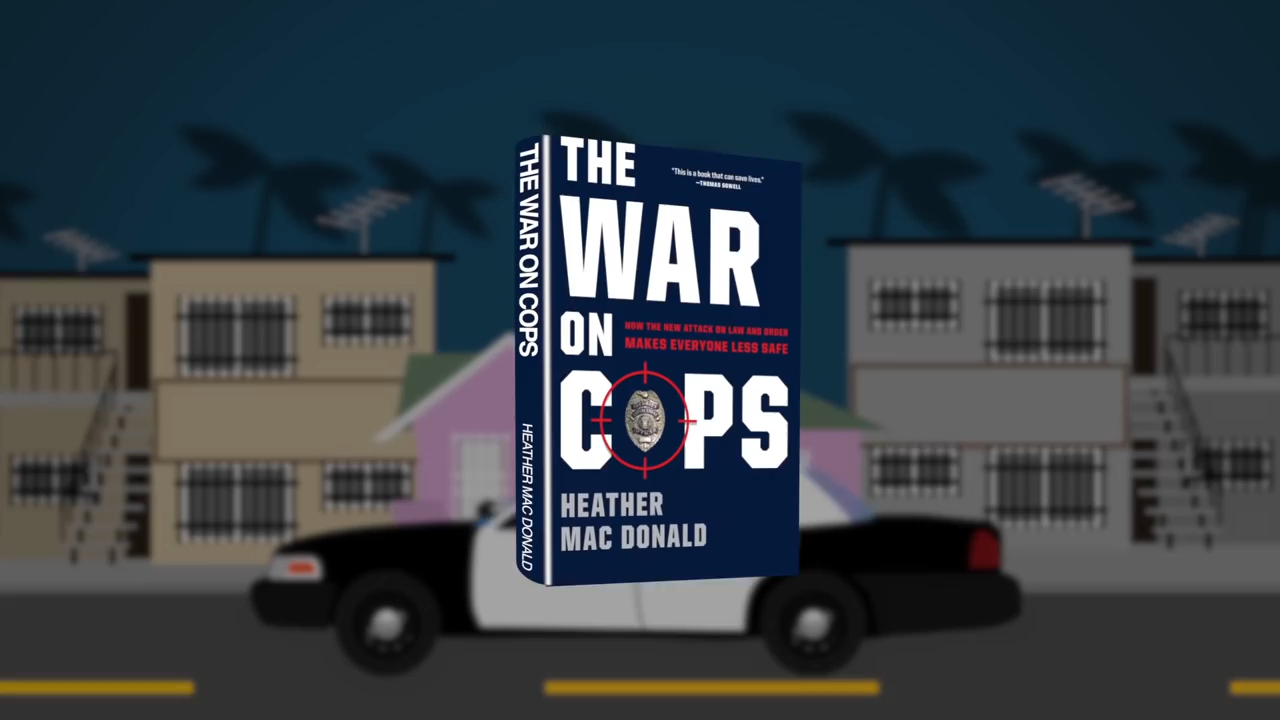 THE WAR ON COPS
HEATHER MAC DONALD
THE
"This is a book that can save lives."
—THOMAS SOWELL
WAR
ON
HOW THE NEW ATTACK ON LAW AND ORDER
MAKES EVERYONE LESS SAFE
COPS
HEATHER
MAC DONALD